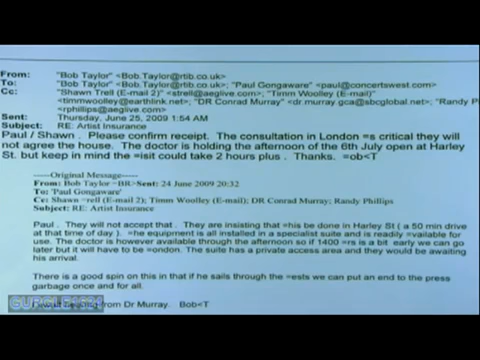 From: "Bob Taylor" <Bob.Taylor@rtib.co.uk>
To: "Bob Taylor" <Bob.Taylor@rtib.co.uk>; "Paul Gongaware" <paul@concertswest.com>
Cc: "Shawn Trell (E-mail 2)" <strell@aeglive.com>; "Timm Woolley (E-mail)"
<timmwoolley@earthlink.net>; "DR Conrad Murray" <dr.murray.gca@sbcglobal.net>; "Randy P
<rphillips@aeglive.com>
Sent: Thursday, June 25, 2009 1:54 AM
Subject: RE: Artist Insurance
Paul / Shawn . Please confirm receipt. The consultation in London =s critical they will
not agree the house. The doctor is holding the afternoon of the 6th July open at Harley
St. but keep in mind the =isit could take 2 hours plus . Thanks. =ob<T
-----Original Message-----
From: Bob Taylor =BR>Sent: 24 June 2009 20:32
To: 'Paul Gongaware'
Cc: Shawn =rell (E-mail 2); Timm Woolley (E-mail); DR Conrad Murray; Randy Phillips
Subject: RE: Artist Insurance
Paul . They will not accept that . They are insisting that =his be done in Harley St ( a 50 min drive
at that time of day ) . =he equipment is all installed in a specialist suite and is readily =vailable for
use. The doctor is however available through the afternoon so if 1400 =rs is a bit early we can go
later but it will have to be =ondon. The suite has a private access area and they would be awaiting
his arrival.
There is a good spin on this in that if he sails through the =ests we can put an end to the press
garbage once and for all.
from Dr Murray. Bob<T